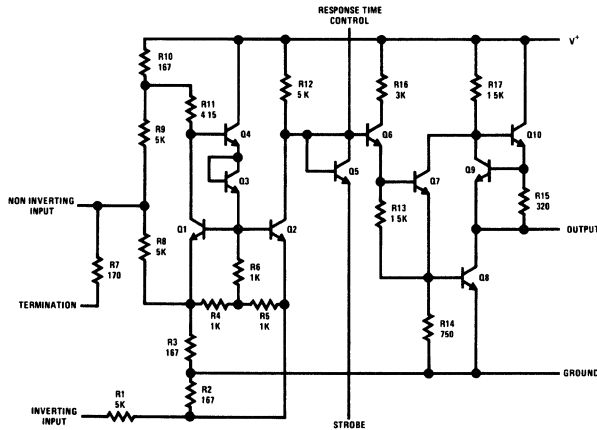 RESPONSE TIME
CONTROL
V+
R10
167
R12
5 K
R16
3K
R17
1 5K
R11
4 15
Q4
Q6
Q10
R9
5K
Q3
Q5
Q7
Q9
NON INVERTING
INPUT
R13
1 5K
R15
320
Q1
Q2
OUTPUT
R8
5K
R7
170
R6
1K
Q8
TERMINATION
R4
1K
R5
1K
R14
750
R3
167
GROUND
R2
167
R1
5K
INVERTING
INPUT
STROBE